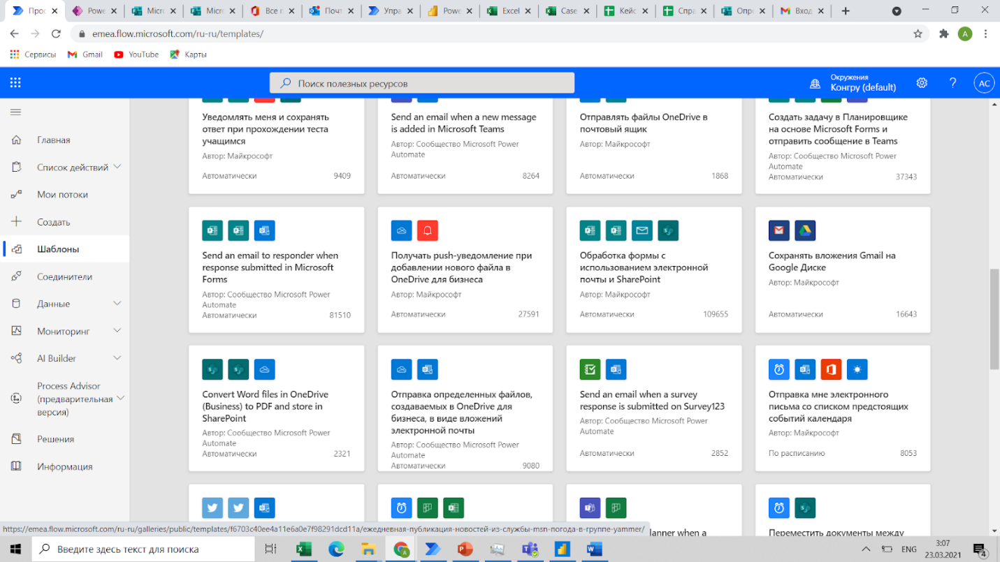 Прос
Powe
Micro
Micro
Все п
Почт
Упра
Powe
Excel
Case
Кейс
Спра
Опро
Вход
emea.flow.microsoft.com/ru-ru/templates/
A
Сервисы
Gmail
YouTube
Карты
Поиск полезных ресурсов
Окружения
Конгру (default)
?
АС
Главная
Список действий
Мои потоки
Создать
Шаблоны
Соединители
Данные
Мониторинг
AI Builder
Process Advisor
(предварительная
версия)
Решения
Информация
Уведомлять меня и сохранять
ответ при прохождении теста
учащимся
Автор: Майкрософт
Автоматически 9409
Send an email when a new message
is added in Microsoft Teams
Автор: Сообщество Microsoft Power
Automate
Автоматически 8264
Отправлять файлы OneDrive в
почтовый ящик
Автор: Майкрософт
Автоматически 1868
Создать задачу в Планировщике
на основе Microsoft Forms и
отправить сообщение в Teams
Автор: Сообщество Microsoft Power
Automate
Автоматически 37343
Send an email to responder when
response submitted in Microsoft
Forms
Автор: Сообщество Microsoft Power
Automate
Автоматически 81510
Получать push-уведомление при
добавлении нового файла в
OneDrive для бизнеса
Автор: Майкрософт
Автоматически 27591
Обработка формы с
использованием электронной
почты и SharePoint
Автор: Майкрософт
Автоматически 109655
Сохранять вложения Gmail на
Google Диске
Автор: Майкрософт
Автоматически 16643
Convert Word files in OneDrive
(Business) to PDF and store in
SharePoint
Автор: Сообщество Microsoft Power
Automate
Автоматически 2321
Отправка определенных файлов,
создаваемых в OneDrive для
бизнеса, в виде вложений
электронной почты
Автор: Сообщество Microsoft Power
Automate
Автоматически 9080
Send an email when a survey
response is submitted on Survey123
Автор: Сообщество Microsoft Power
Automate
Автоматически 2852
Отправка мне электронного
письма со списком предстоящих
событий календаря
Автор: Майкрософт
По расписанию 8053
lanner when a
Переместить документы между
https://emea.flow.microsoft.com/ru-ru/galleries/public/templates/f6703c40ee4a11e6a0e7f98291dcd11a/ежедневная-публикация-новостей-из-службы-msn-погода-в-группе-yammer/
Введите здесь текст для поиска
ENG
3:07
23.03.2021
4